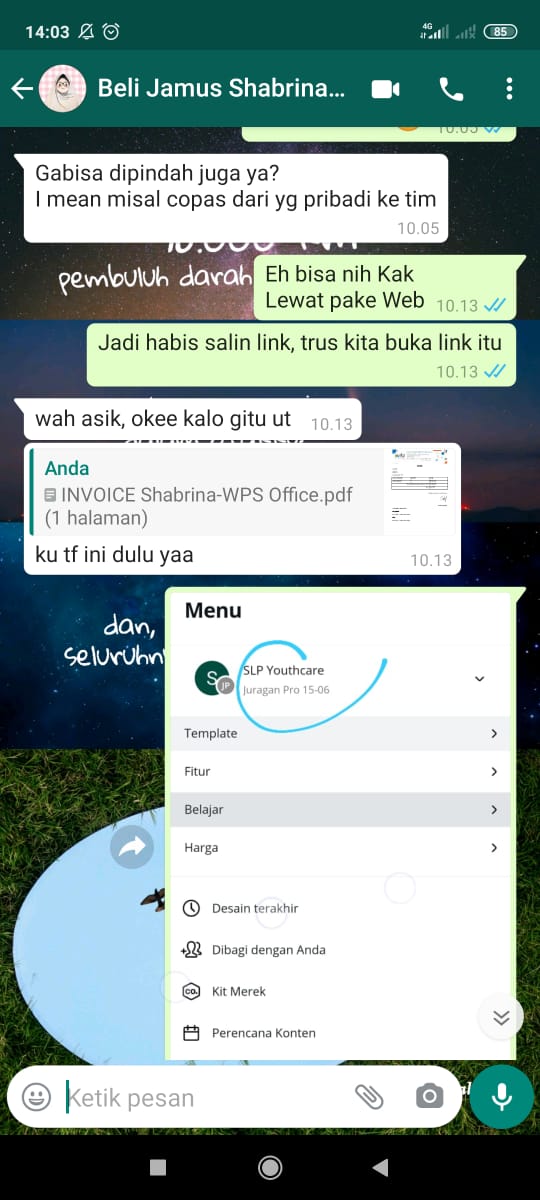 14:03
4G
85
Beli Jamus Shabrina...
10.05
Gabisa dipindah juga ya?
I mean misal copas dari yg pribadi ke tim
10.05
pembuluh darah
Eh bisa nih Kak
Lewat pake Web 10.13
Jadi habis salin link, trus kita buka link itu
10.13
wah asik, okee kalo gitu ut 10.13
Anda
INVOICE Shabrina-WPS Office.pdf
(1 halaman)
ku tf ini dulu yaa 10.13
dan,
seluruhn
Menu
S
JP
SLP Youthcare
Juragan Pro 15-06
Template
Fitur
Belajar
Harga
Desain terakhir
Dibagi dengan Anda
co.
Kit Merek
Perencana Konten
Ketik pesan